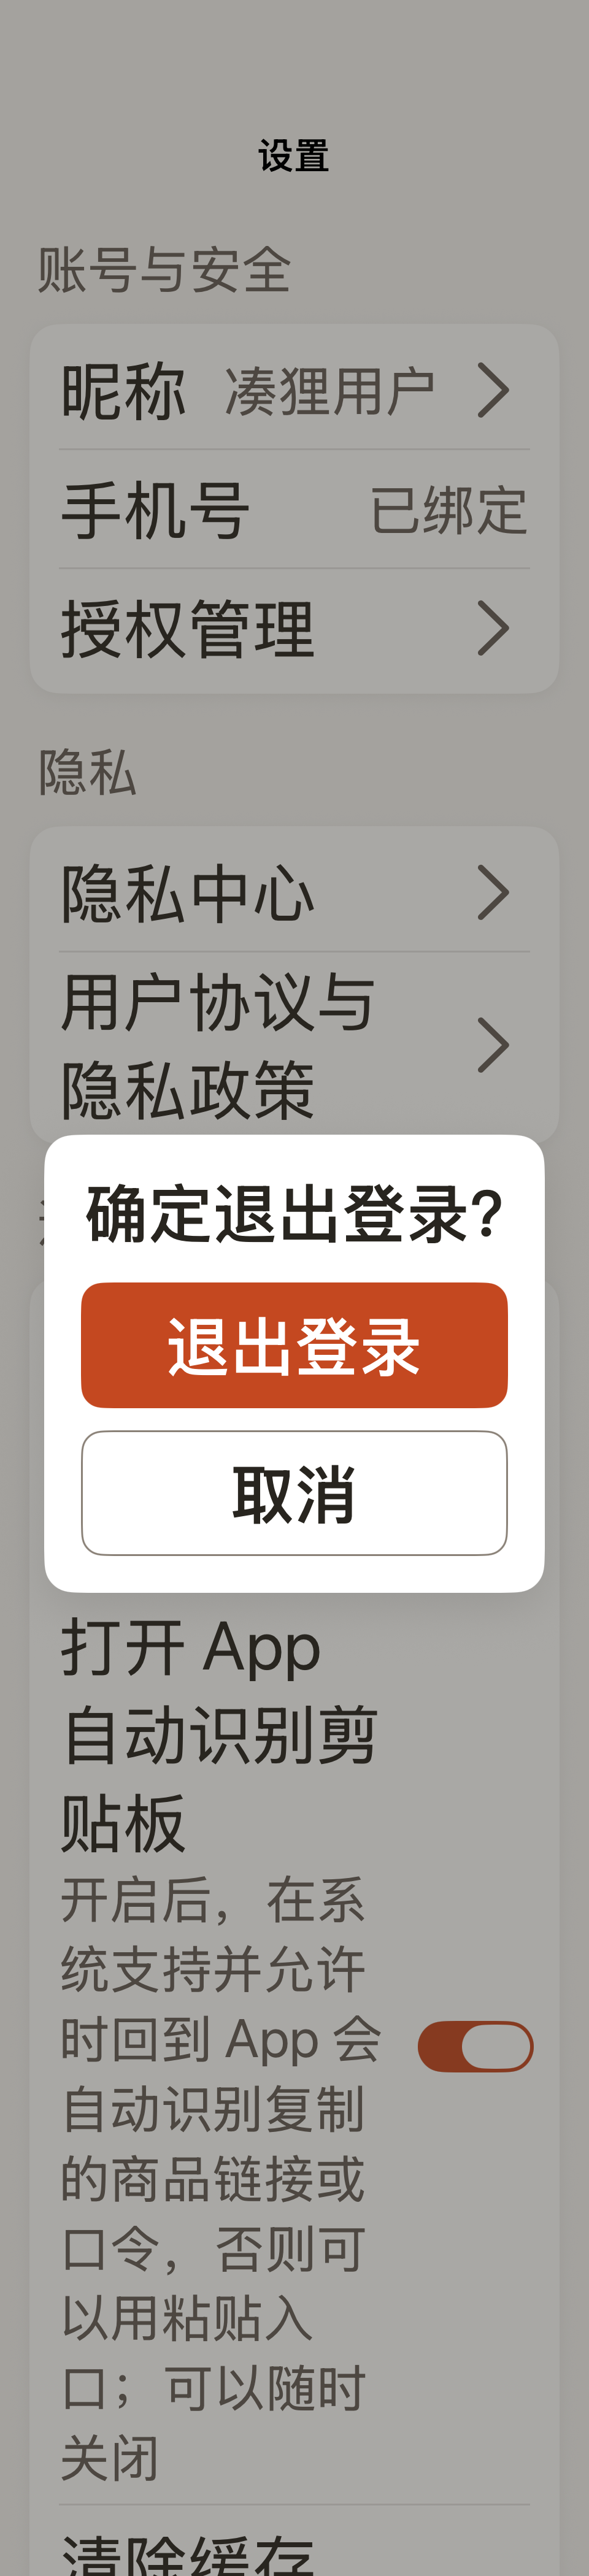 设置
账号与安全
昵称 凑狸用户
手机号 已绑定
授权管理
隐私
隐私中心
用户协议与
隐私政策
确定退出登录?
退出登录
取消
打开 App
自动识别剪
贴板
开启后，在系
统支持并允许
时回到 App 会
自动识别复制
的商品链接或
口令，否则可
以用粘贴入
口；可以随时
关闭
清除缓存